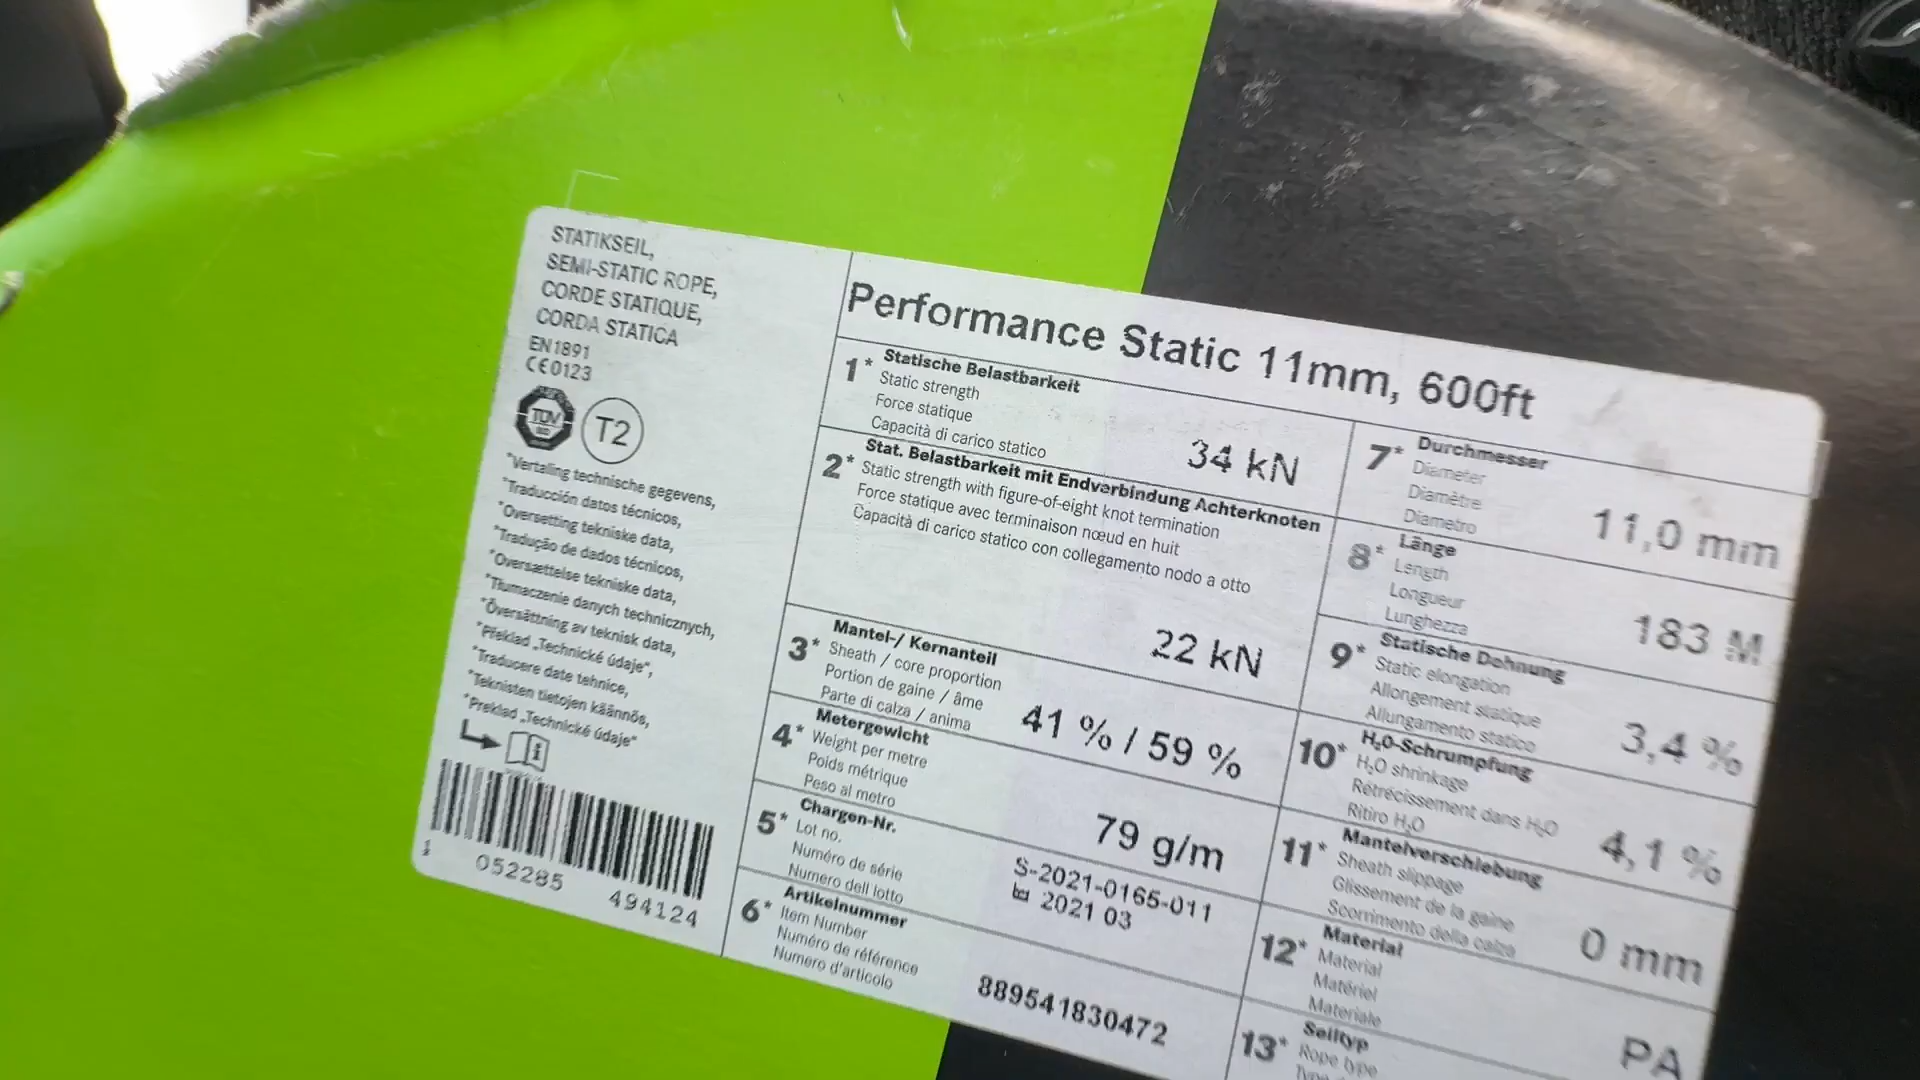 STATIKSEIL,
SEMI-STATIC ROPE,
CORDE STATIQUE,
CORDA STATICA
EN 1891
CE0123
TÜV
SÜD
T2
*Vertaling technische gegevens,
*Traducción datos técnicos,
*Oversetting tekniske data,
*Tradução de dados técnicos,
*Oversættelse tekniske data,
*Tłumaczenie danych technicznych,
*Översättning av teknisk data,
*Překlad „Technické údaje",
*Traducere date tehnice,
*Teknisten tietojen käännös,
*Preklad „Technické údaje"
i
1 052285 494124
Performance Static 11mm, 600ft
1* Statische Belastbarkeit
Static strength
Force statique
Capacità di carico statico
34 kN
2* Stat. Belastbarkeit mit Endverbindung Achterknoten
Static strength with figure-of-eight knot termination
Force statique avec terminaison nœud en huit
Capacità di carico statico con collegamento nodo a otto
22 kN
3* Mantel-/ Kernanteil
Sheath / core proportion
Portion de gaine / âme
Parte di calza / anima
41 % / 59 %
4* Metergewicht
Weight per metre
Poids métrique
Peso al metro
79 g/m
5* Chargen-Nr.
Lot no.
Numéro de série
Numero dell lotto
S-2021-0165-011
2021 03
6* Artikelnummer
Item Number
Numéro de référence
Numero d'articolo
889541830472
7* Durchmesser
Diameter
Diamètre
Diametro
11,0 mm
8* Länge
Length
Longueur
Lunghezza
183 M
9* Statische Dehnung
Static elongation
Allongement statique
Allungamento statico
3,4 %
10* H₂O-Schrumpfung
H₂O shrinkage
Rétrécissement dans H₂O
Ritiro H₂O
4,1 %
11* Mantelverschiebung
Sheath slippage
Glissement de la gaine
Scorrimento della calza
0 mm
12* Material
Material
Matériel
Materiale
PA
13* Seiltyp
Rope type